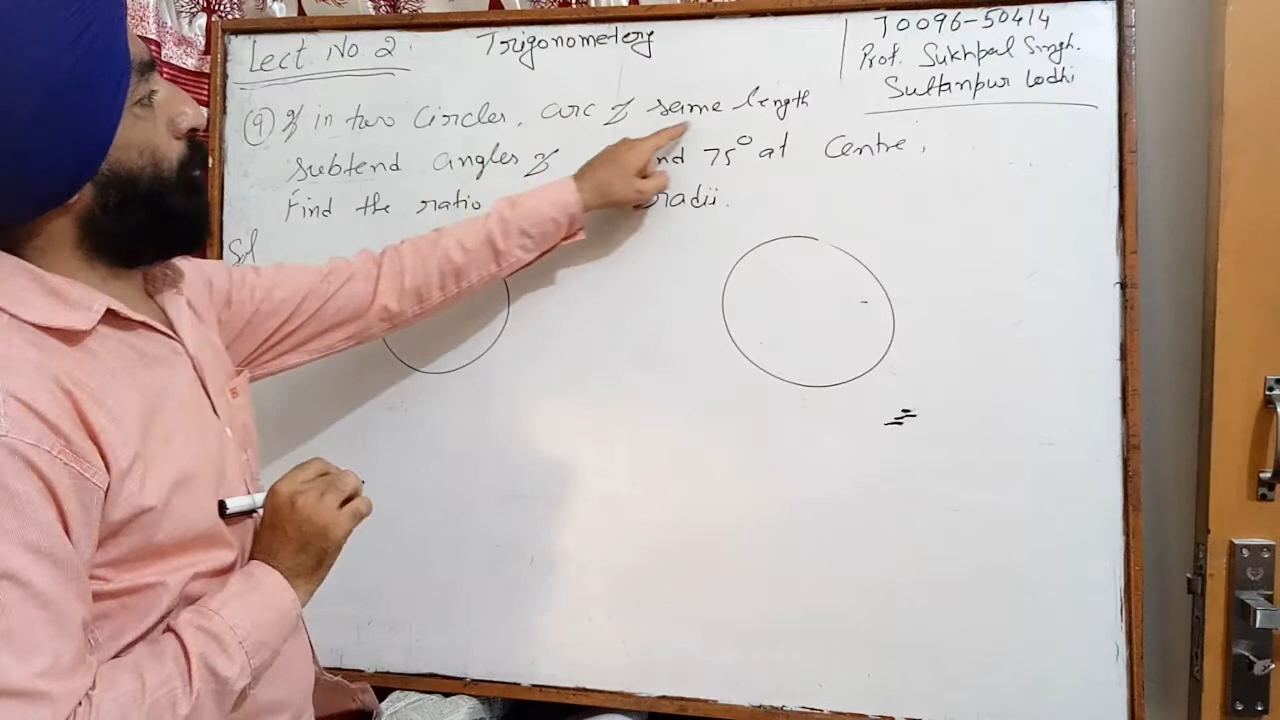 Lect No. 2.
Trigonometery
70096-50414
Prof. Sukhpal Singh.
Sultanpur Lodhi
(9) If in two Circles, arc of same length
subtend angles of nd 75° at Centre,
Find the ratio radii.
Sol